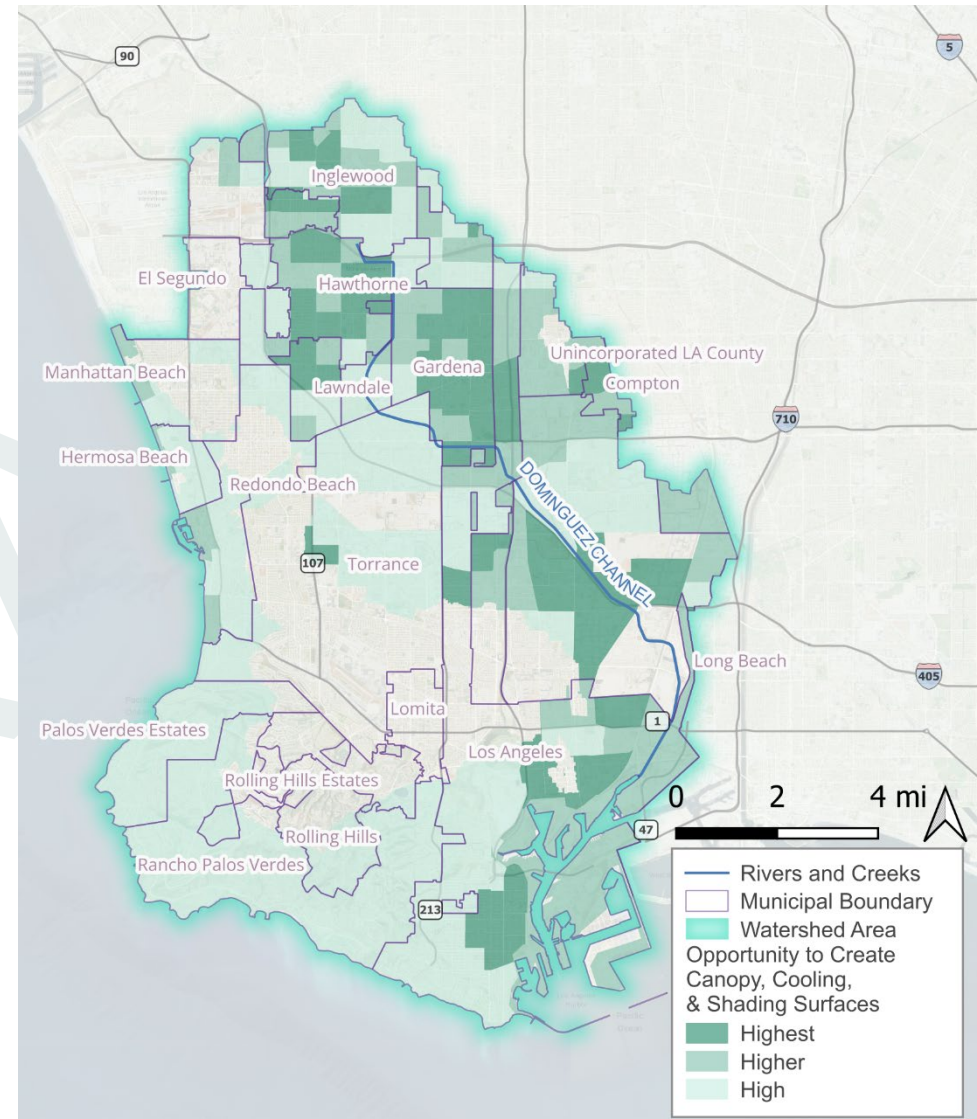 90
5
Inglewood
El Segundo
Hawthorne
Unincorporated LA County
Manhattan Beach
Gardena
Compton
Lawndale
710
Hermosa Beach
Redondo Beach
DOMINGUEZ CHANNEL
107
Torrance
Long Beach
405
Lomita
1
Palos Verdes Estates
Los Angeles
Rolling Hills Estates
0 2 4 mi
47
Rolling Hills
Rancho Palos Verdes
213
Rivers and Creeks
Municipal Boundary
Watershed Area
Opportunity to Create
Canopy, Cooling,
& Shading Surfaces
Highest
Higher
High